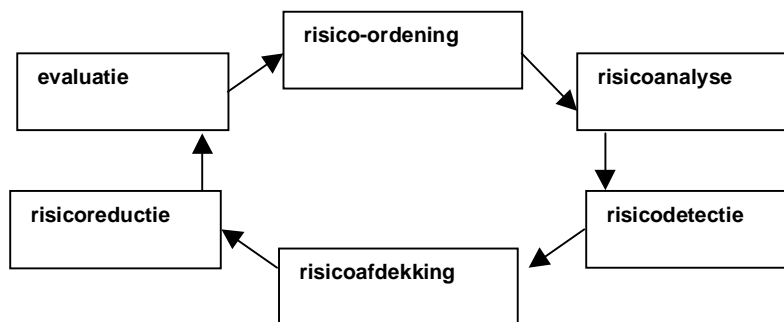 risico-ordening
evaluatie
risicoanalyse
risicoreductie
risicodetectie
risicoafdekking